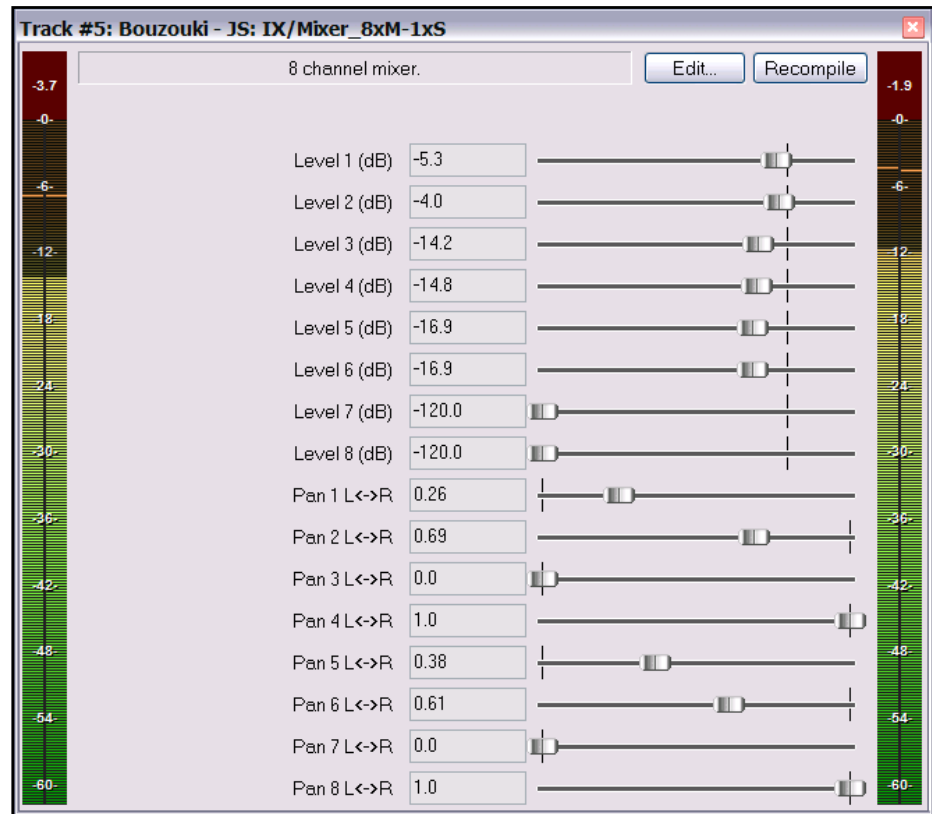 Track #5: Bouzouki - JS: IX/Mixer_8xM-1xS
8 channel mixer.
Edit...
Recompile
-3.7
-0-
-6-
-12-
-18-
-24-
-30-
-36-
-42-
-48-
-54-
-60-
Level 1 (dB) -5.3
Level 2 (dB) -4.0
Level 3 (dB) -14.2
Level 4 (dB) -14.8
Level 5 (dB) -16.9
Level 6 (dB) -16.9
Level 7 (dB) -120.0
Level 8 (dB) -120.0
Pan 1 L<->R 0.26
Pan 2 L<->R 0.69
Pan 3 L<->R 0.0
Pan 4 L<->R 1.0
Pan 5 L<->R 0.38
Pan 6 L<->R 0.61
Pan 7 L<->R 0.0
Pan 8 L<->R 1.0
-1.9
-0-
-6-
-12-
-18-
-24-
-30-
-36-
-42-
-48-
-54-
-60-